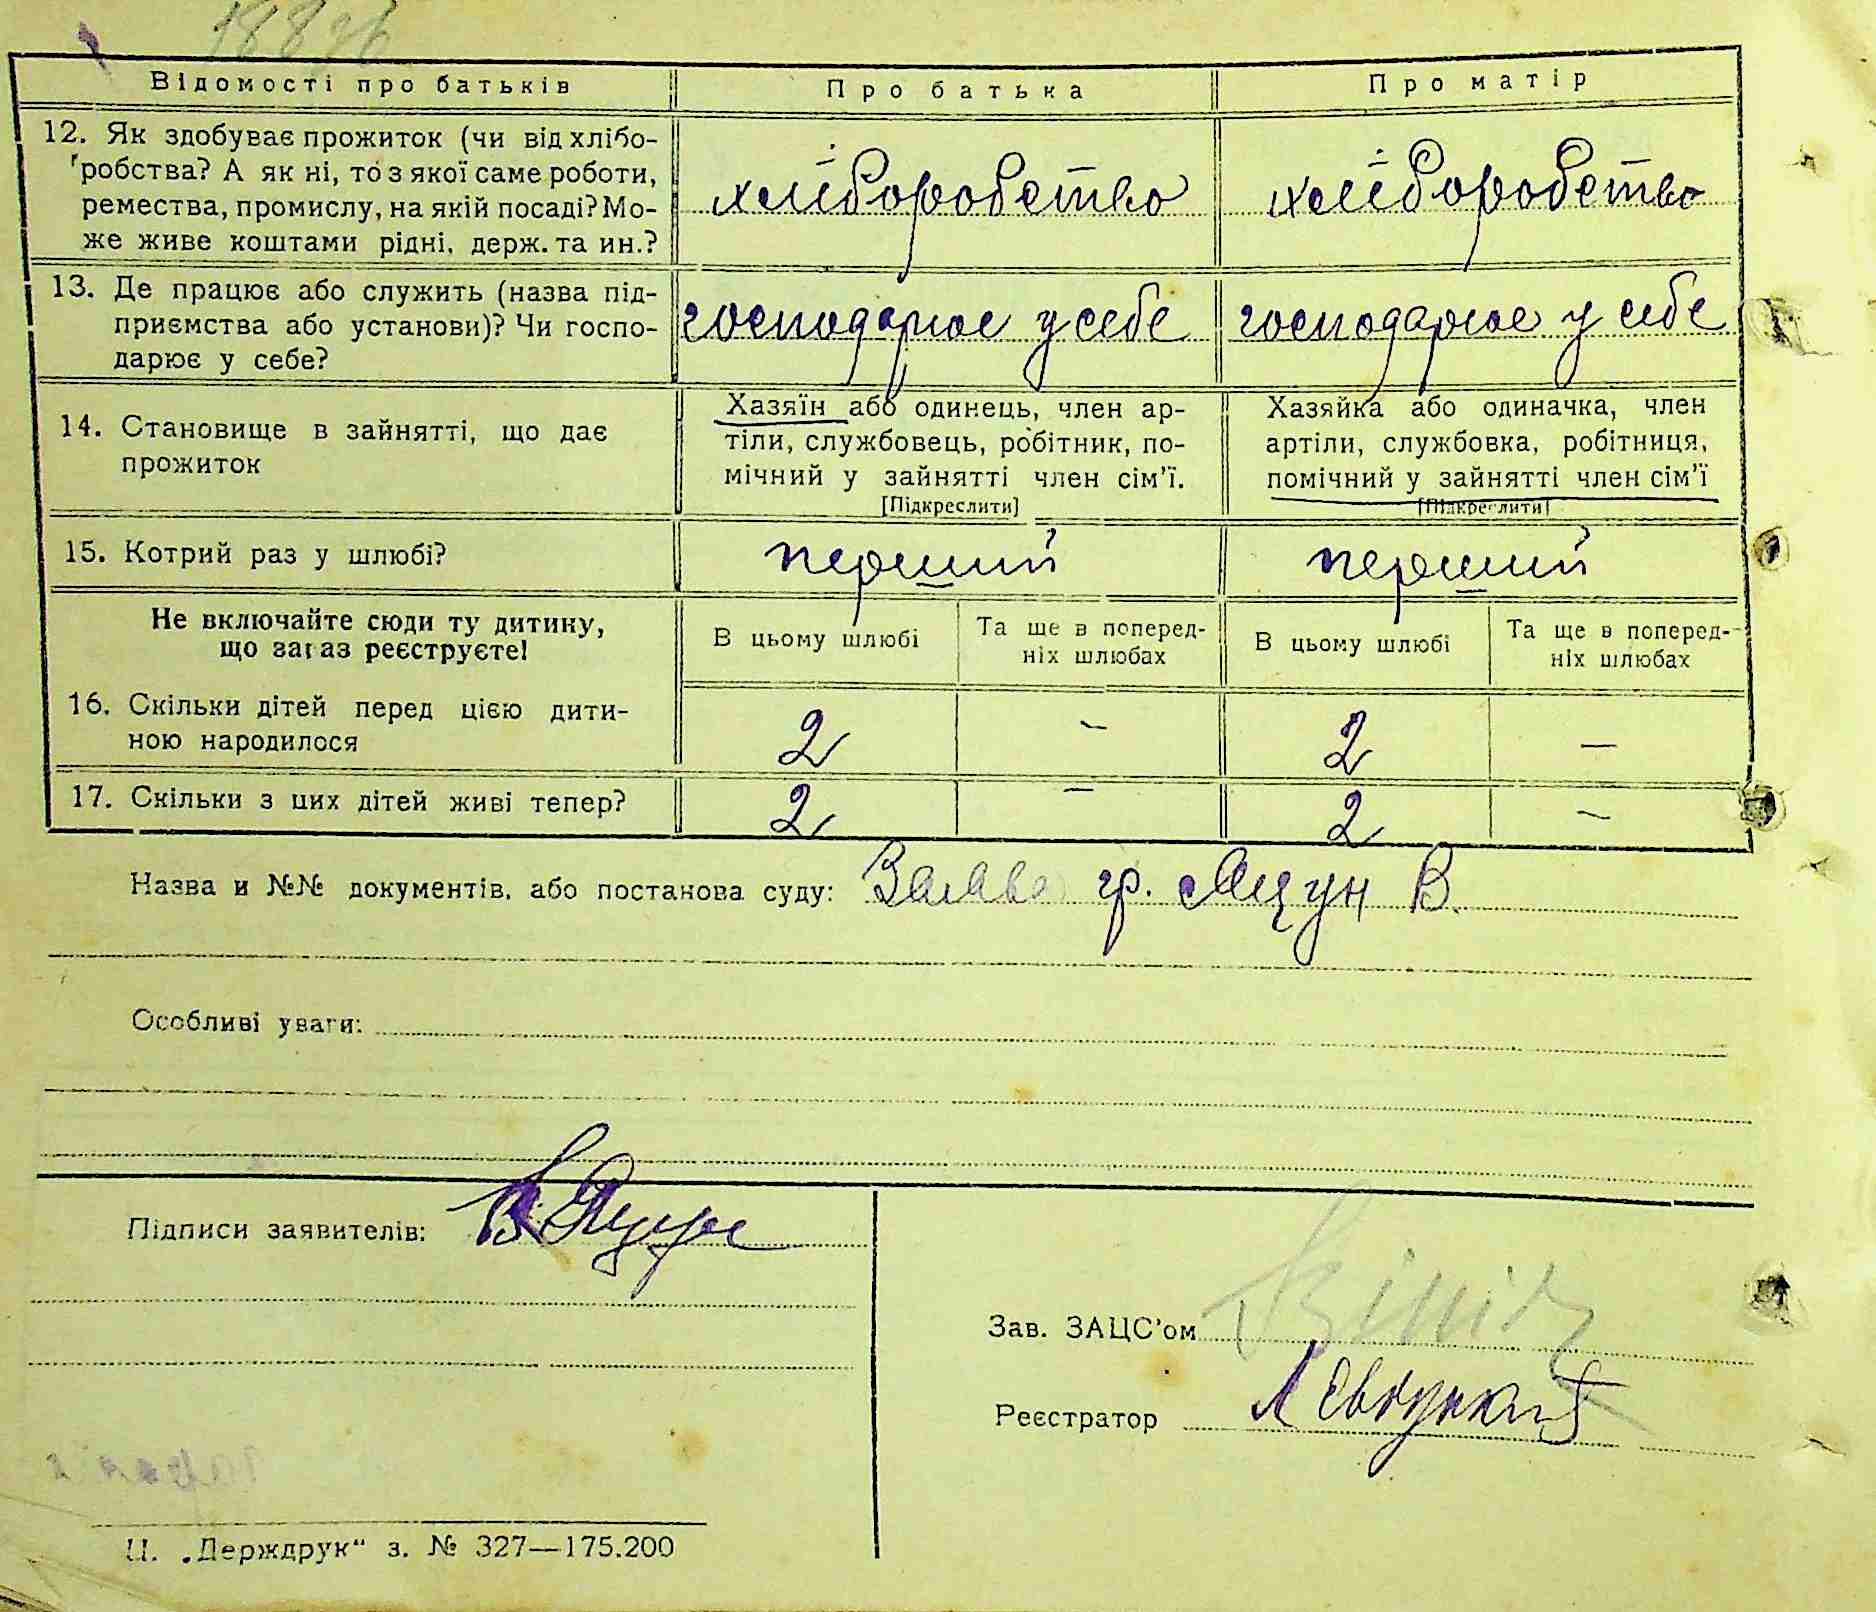 18896
Відомості про батьків Про батька Про матір
12. Як здобуває прожиток (чи від хлібо-
робства? А як ні, то з якої саме роботи,
ремества, промислу, на якій посаді? Мо-
же живе коштами рідні, держ. та ин.?
хліборобство хліборобство
13. Де працює або служить (назва під-
приємства або установи)? Чи госпо-
дарює у себе?
господарює у себе господарює у себе
14. Становище в зайнятті, що дає
прожиток
Хазяїн або одинець, член ар-
тіли, службовець, робітник, по-
мічний у зайнятті член сім'ї.
[Підкреслити]
Хазяйка або одиначка, член
артіли, службовка, робітниця,
помічний у зайнятті член сім'ї
[Підкреслити]
15. Котрий раз у шлюбі? перший перший
Не включайте сюди ту дитину,
що зараз реєструєте!
В цьому шлюбі
Та ще в поперед-
ніх шлюбах
В цьому шлюбі
Та ще в поперед-
ніх шлюбах
16. Скільки дітей перед цією дити-
ною народилося
2 – 2 –
17. Скільки з цих дітей живі тепер? 2 – 2 –
Назва и №№ документів, або постанова суду: Заява гр. Яцун В.
Особливі уваги:
Підписи заявителів: В Яцун
Зав. ЗАЦС'ом
Реєстратор
Ц. „Держдрук“ з. № 327—175.200